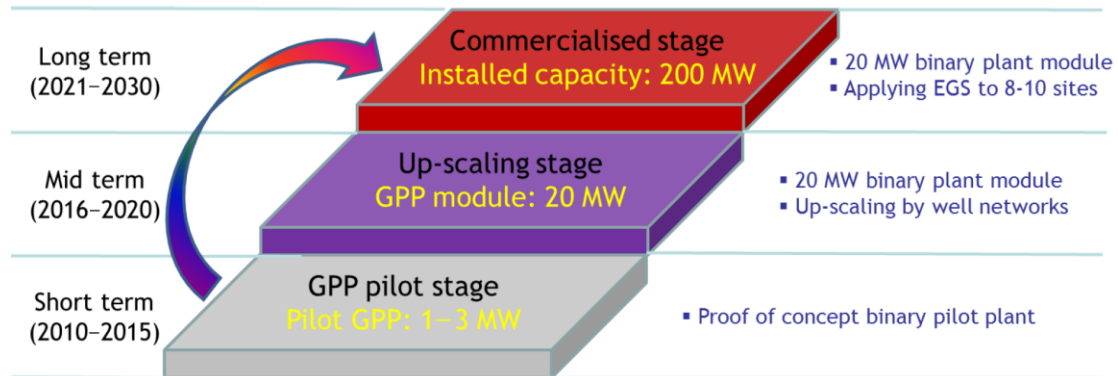 Long term
(2021–2030)
Commercialised stage
Installed capacity: 200 MW
▪ 20 MW binary plant module
▪ Applying EGS to 8-10 sites
Mid term
(2016–2020)
Up-scaling stage
GPP module: 20 MW
▪ 20 MW binary plant module
▪ Up-scaling by well networks
Short term
(2010–2015)
GPP pilot stage
Pilot GPP: 1–3 MW
▪ Proof of concept binary pilot plant